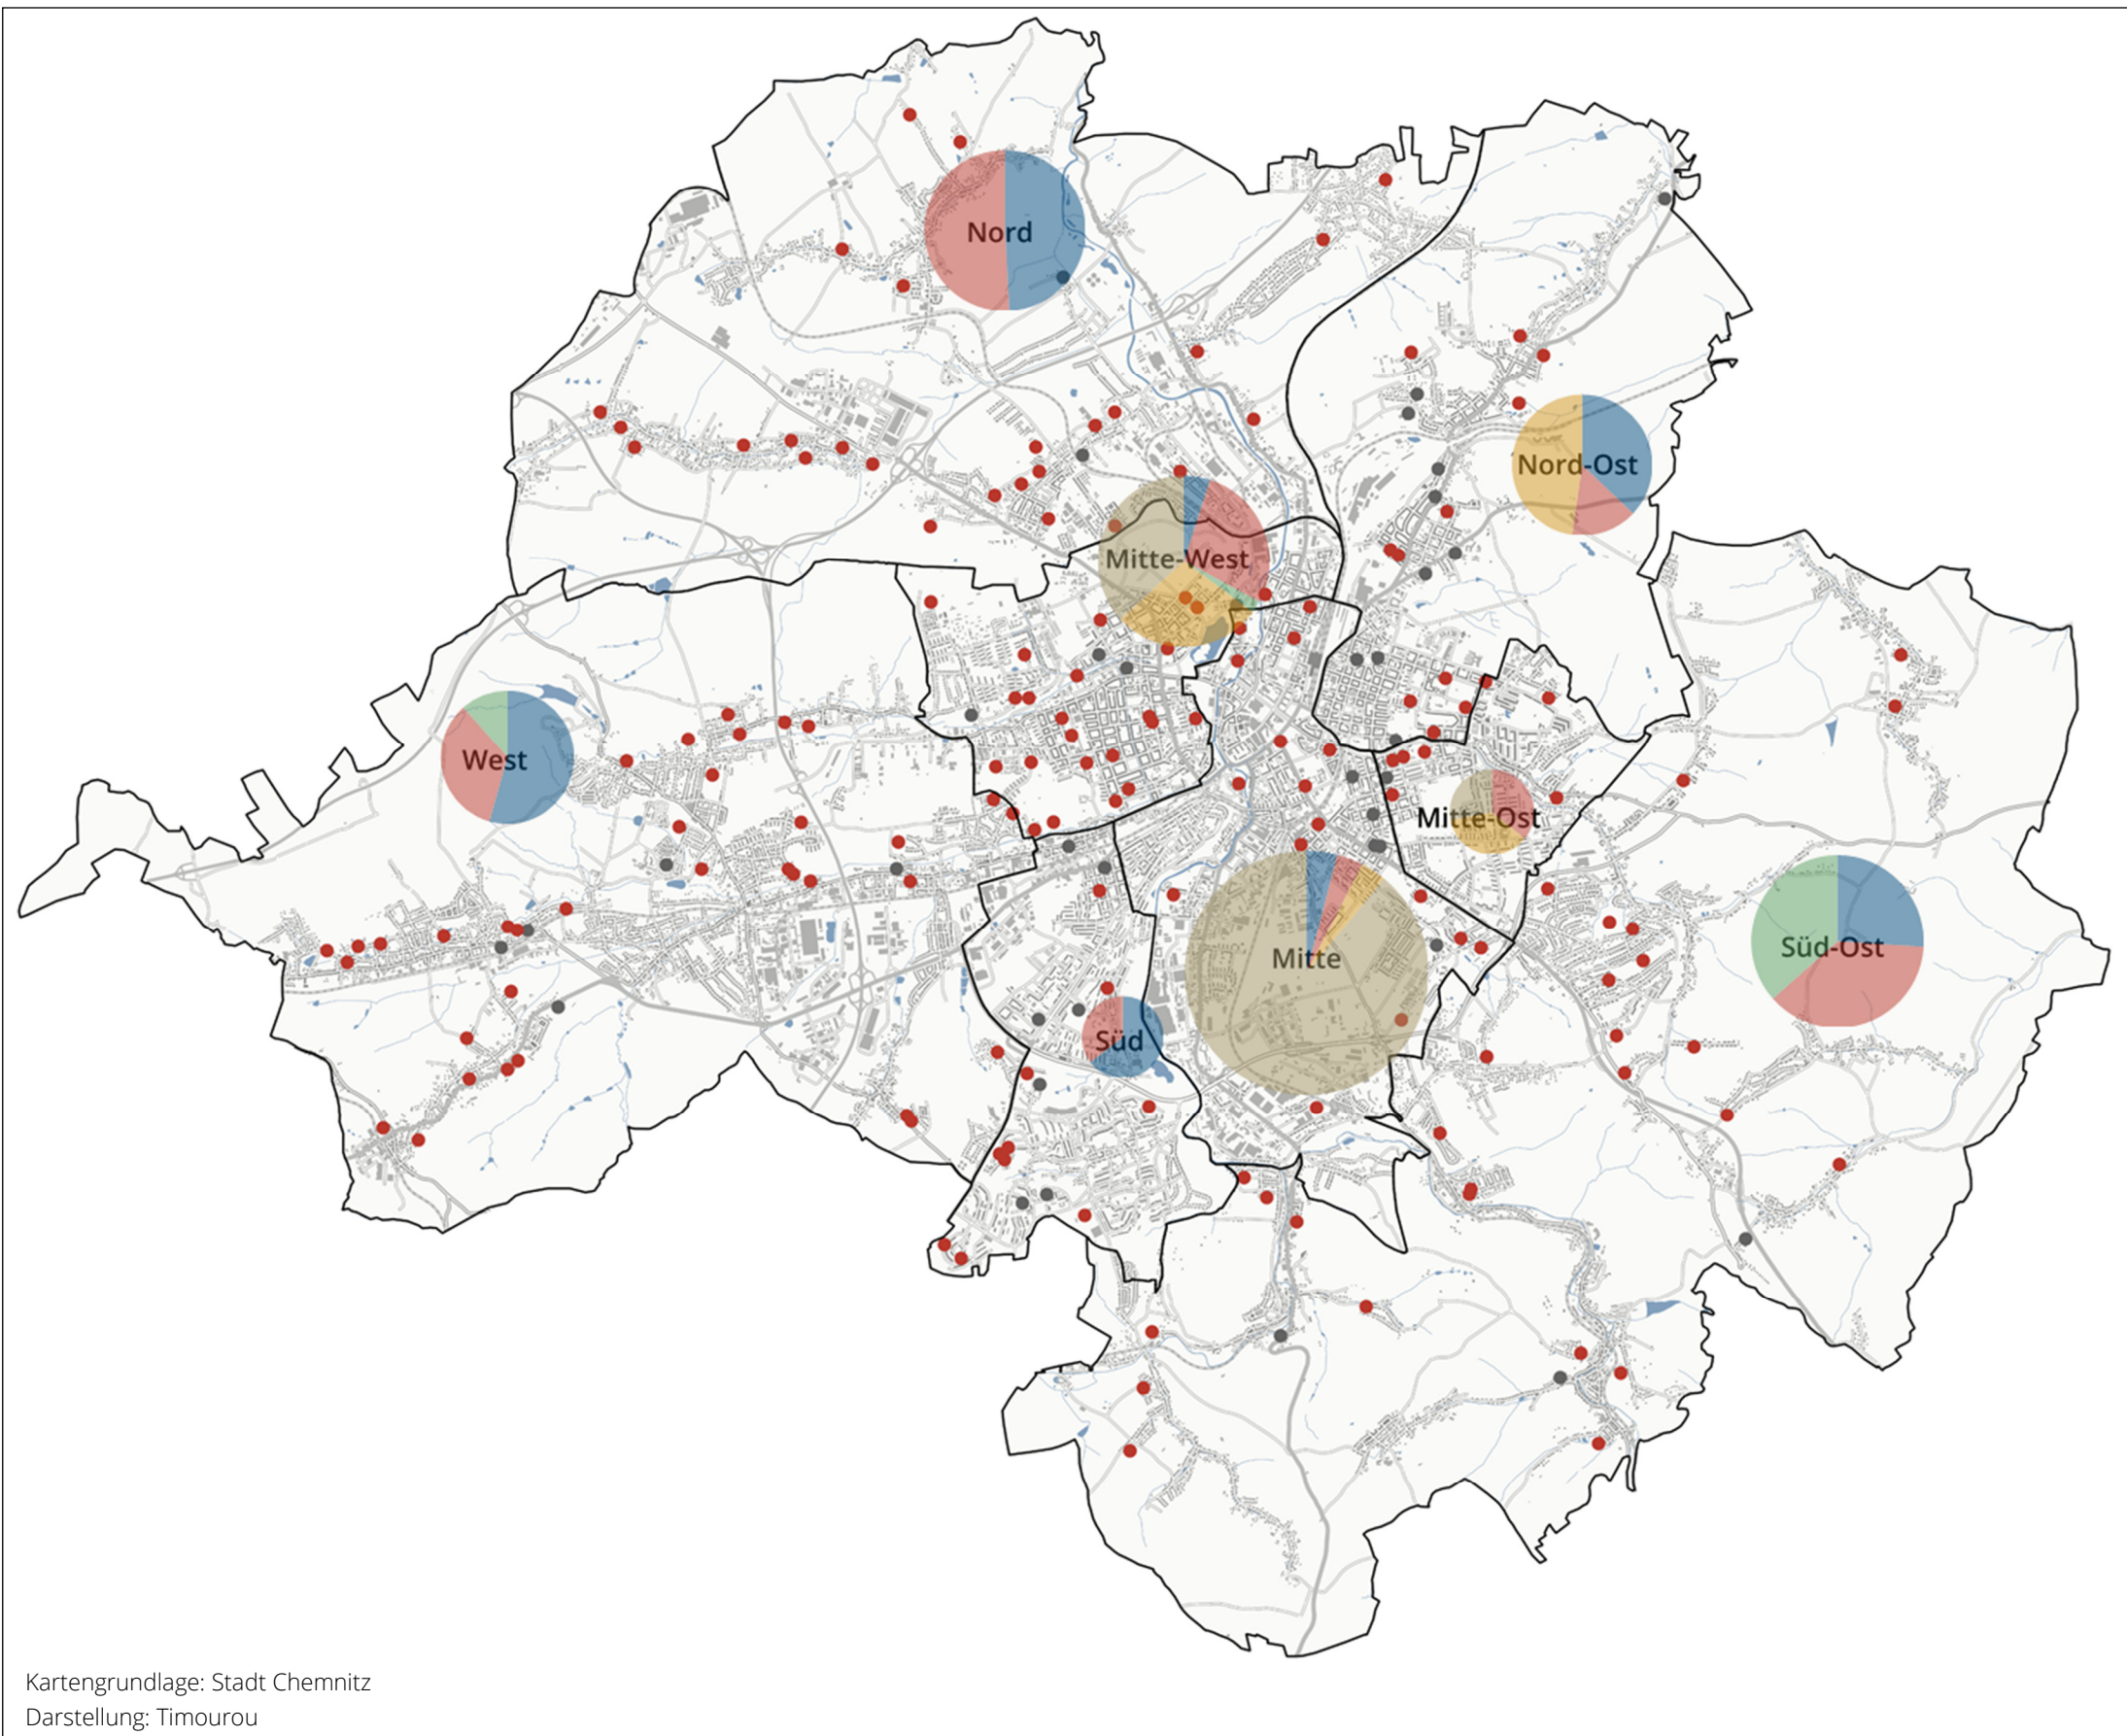 Nord
Nord-Ost
Mitte-West
West
Mitte-Ost
Süd-Ost
Mitte
Süd
Kartengrundlage: Stadt Chemnitz
Darstellung: Timourou